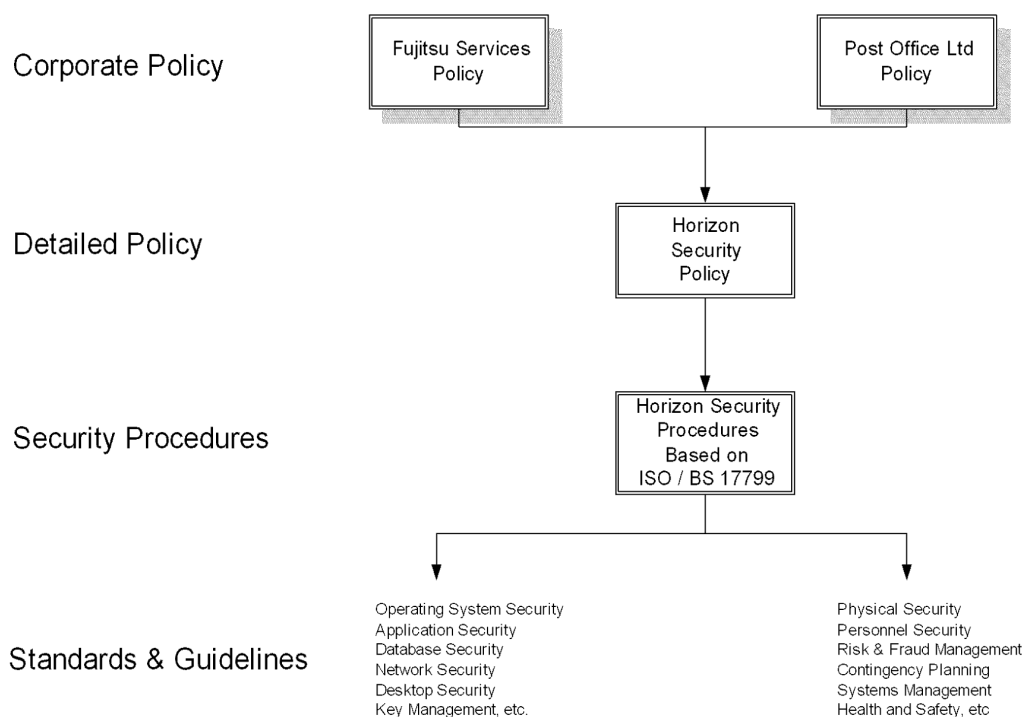 Corporate Policy
Fujitsu Services
Policy
Post Office Ltd
Policy
Detailed Policy
Horizon
Security
Policy
Security Procedures
Horizon Security
Procedures
Based on
ISO / BS 17799
Standards & Guidelines
Operating System Security
Application Security
Database Security
Network Security
Desktop Security
Key Management, etc.
Physical Security
Personnel Security
Risk & Fraud Management
Contingency Planning
Systems Management
Health and Safety, etc